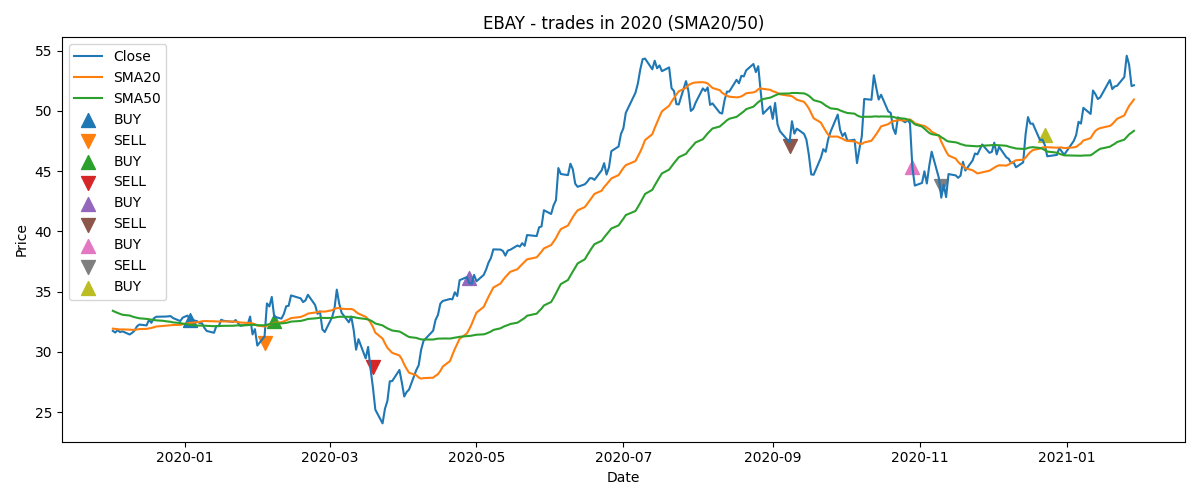 EBAY - trades in 2020 (SMA20/50)
Close
SMA20
SMA50
BUY
SELL
BUY
SELL
BUY
SELL
BUY
SELL
BUY
Price
55
50
45
40
35
30
25
2020-01
2020-03
2020-05
2020-07
2020-09
2020-11
2021-01
Date